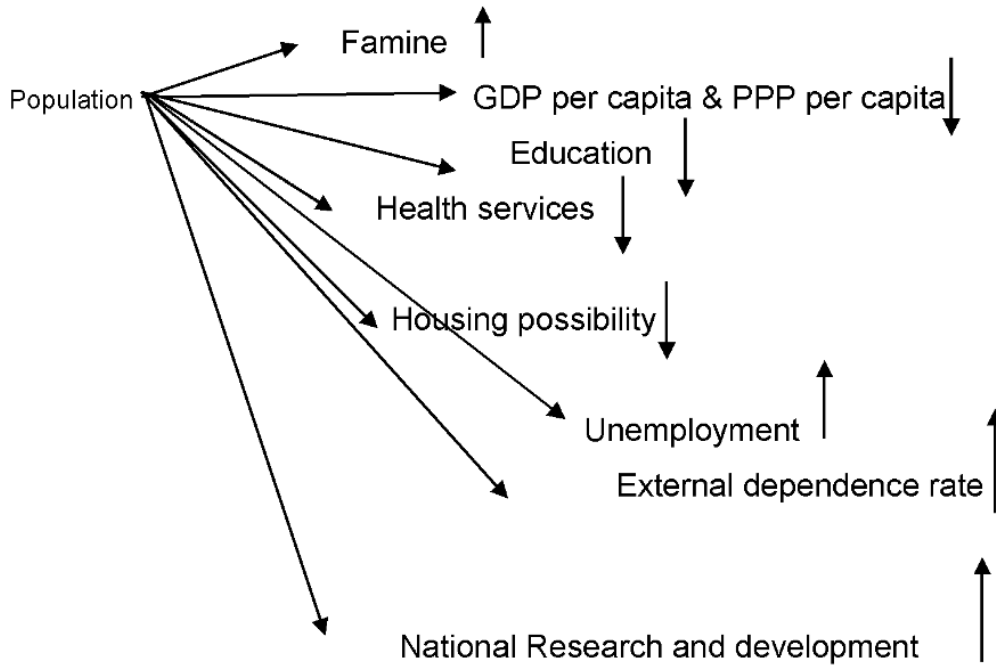 Famine
Population
GDP per capita & PPP per capita
Education
Health services
Housing possibility
Unemployment
External dependence rate
National Research and development